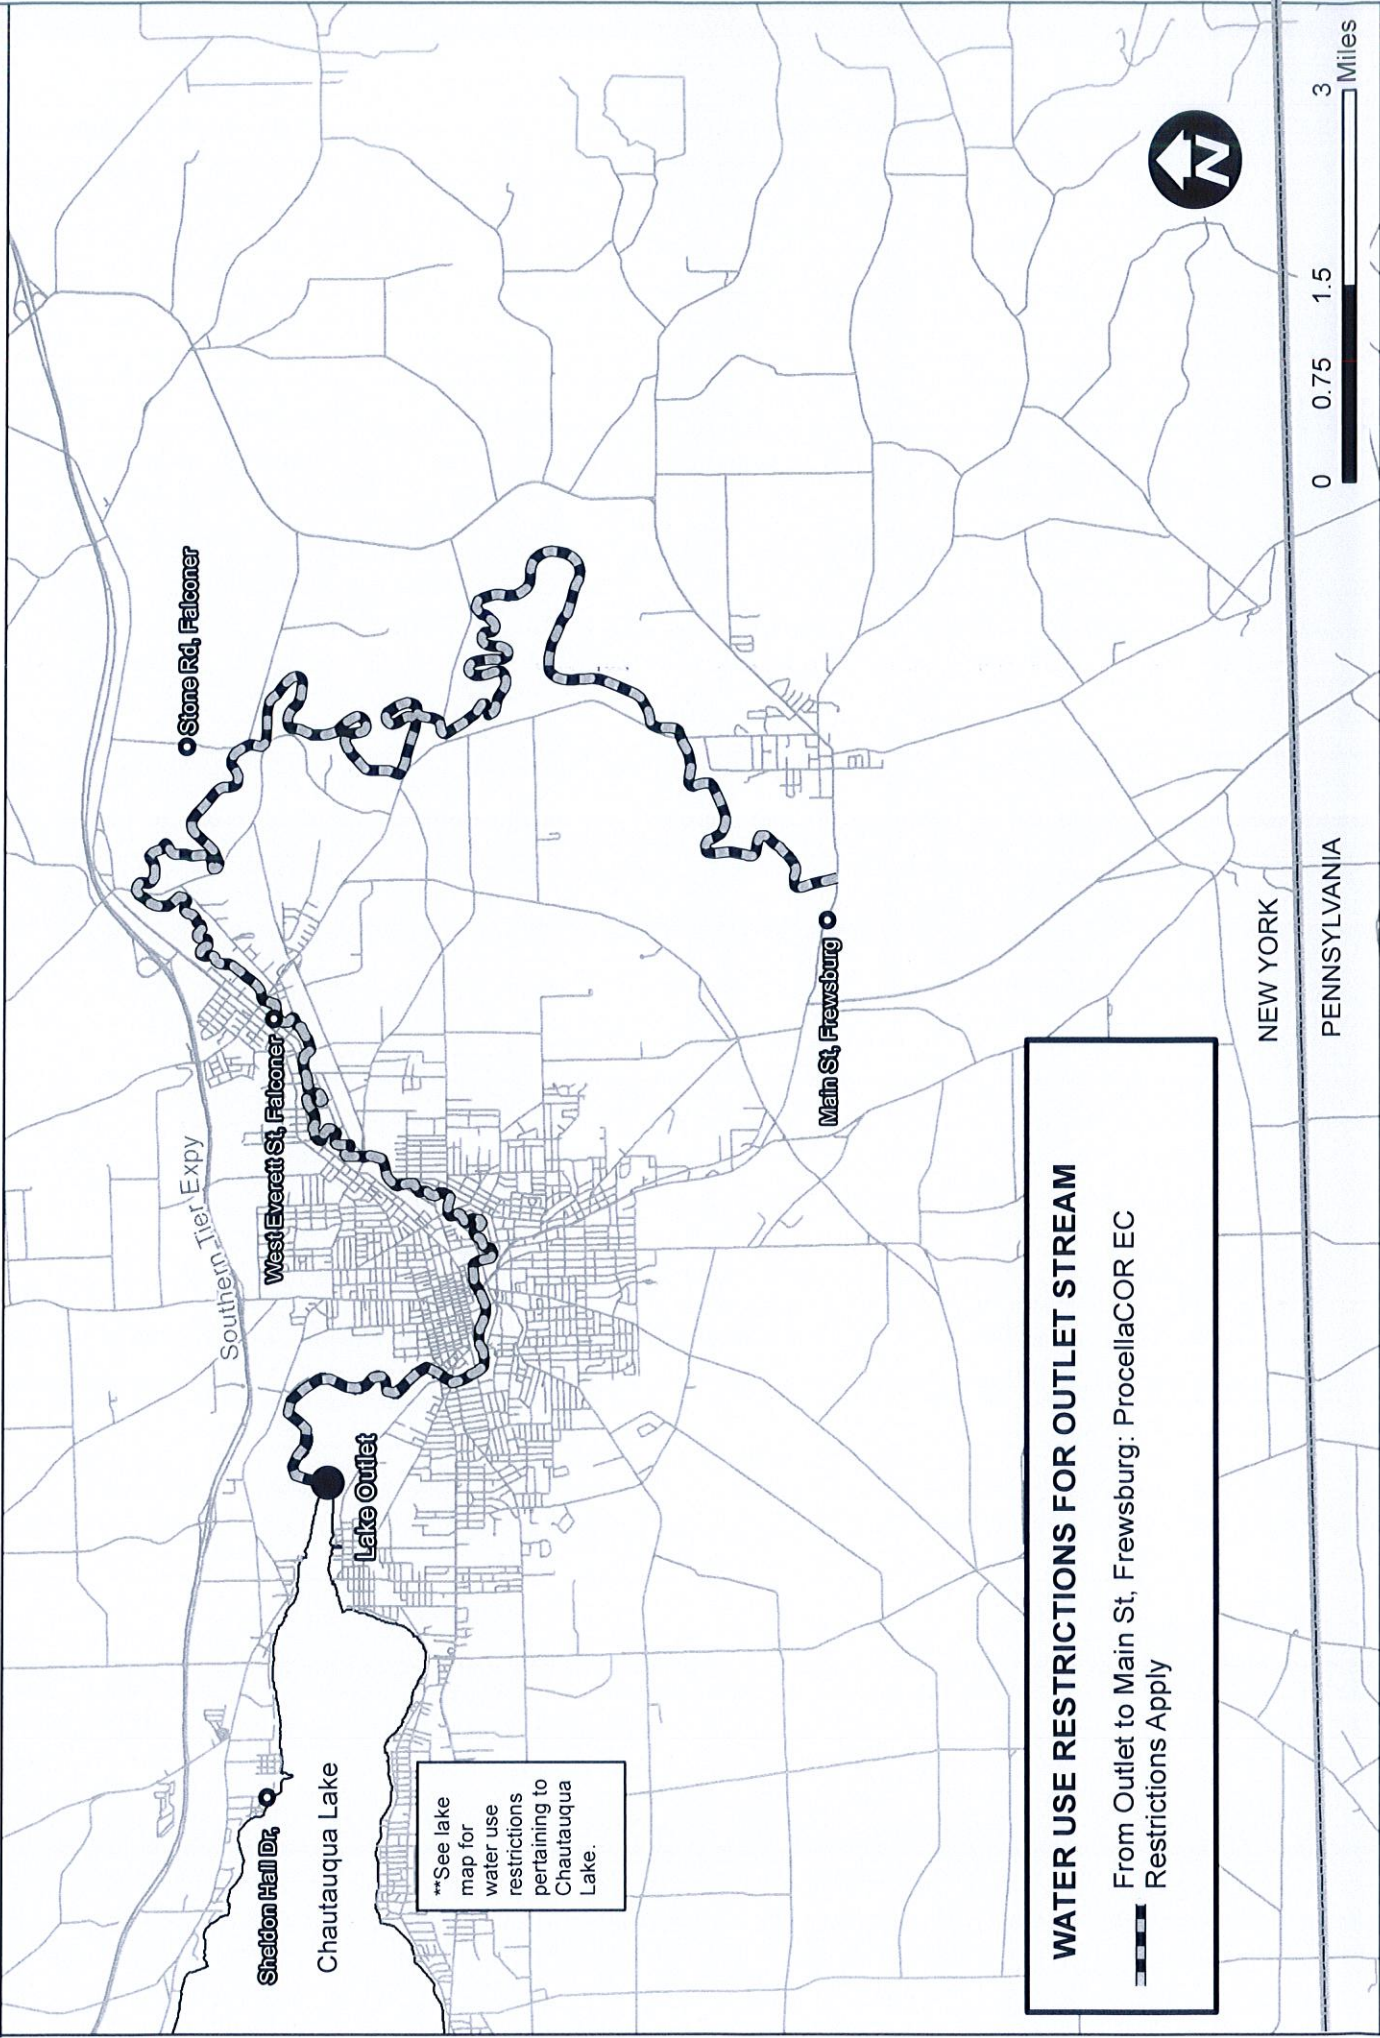 Southern Tier Expy
Stone Rd, Falconer
West Everett St, Falconer
Sheldon Hall Dr,
Lake Outlet
Chautauqua Lake
**See lake
map for
water use
restrictions
pertaining to
Chautauqua
Lake.
Main St, Frewsburg
N
WATER USE RESTRICTIONS FOR OUTLET STREAM
From Outlet to Main St, Frewsburg: ProcellaCOR EC
Restrictions Apply
NEW YORK
PENNSYLVANIA
0 0.75 1.5 3
Miles